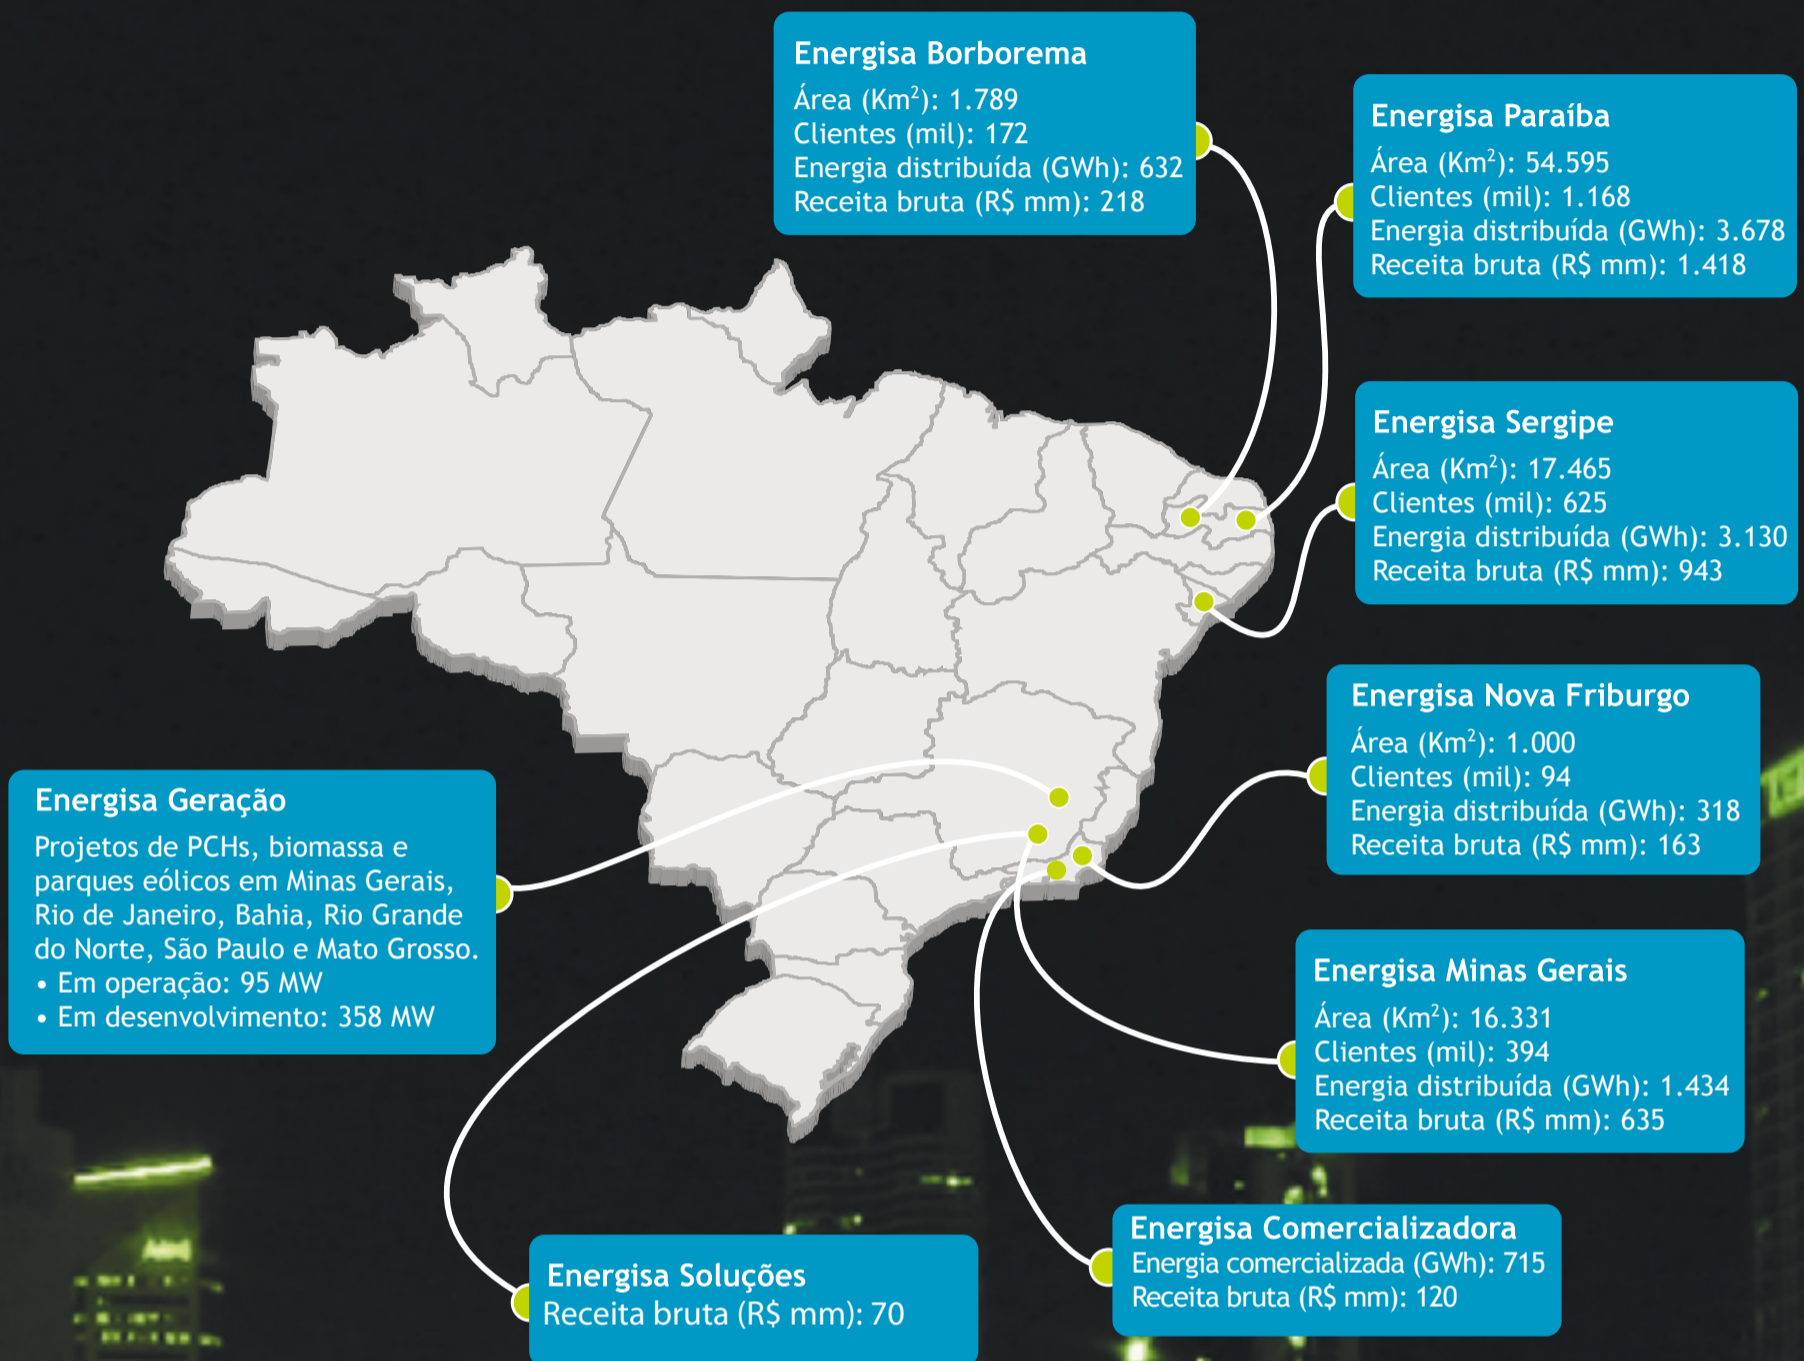 Energisa Borborema
Área (Km²): 1.789
Clientes (mil): 172
Energia distribuída (GWh): 632
Receita bruta (R$ mm): 218
Energisa Paraíba
Área (Km²): 54.595
Clientes (mil): 1.168
Energia distribuída (GWh): 3.678
Receita bruta (R$ mm): 1.418
Energisa Sergipe
Área (Km²): 17.465
Clientes (mil): 625
Energia distribuída (GWh): 3.130
Receita bruta (R$ mm): 943
Energisa Nova Friburgo
Área (Km²): 1.000
Clientes (mil): 94
Energia distribuída (GWh): 318
Receita bruta (R$ mm): 163
Energisa Geração
Projetos de PCHs, biomassa e
parques eólicos em Minas Gerais,
Rio de Janeiro, Bahia, Rio Grande
do Norte, São Paulo e Mato Grosso.
• Em operação: 95 MW
• Em desenvolvimento: 358 MW
Energisa Minas Gerais
Área (Km²): 16.331
Clientes (mil): 394
Energia distribuída (GWh): 1.434
Receita bruta (R$ mm): 635
Energisa Comercializadora
Energia comercializada (GWh): 715
Receita bruta (R$ mm): 120
Energisa Soluções
Receita bruta (R$ mm): 70